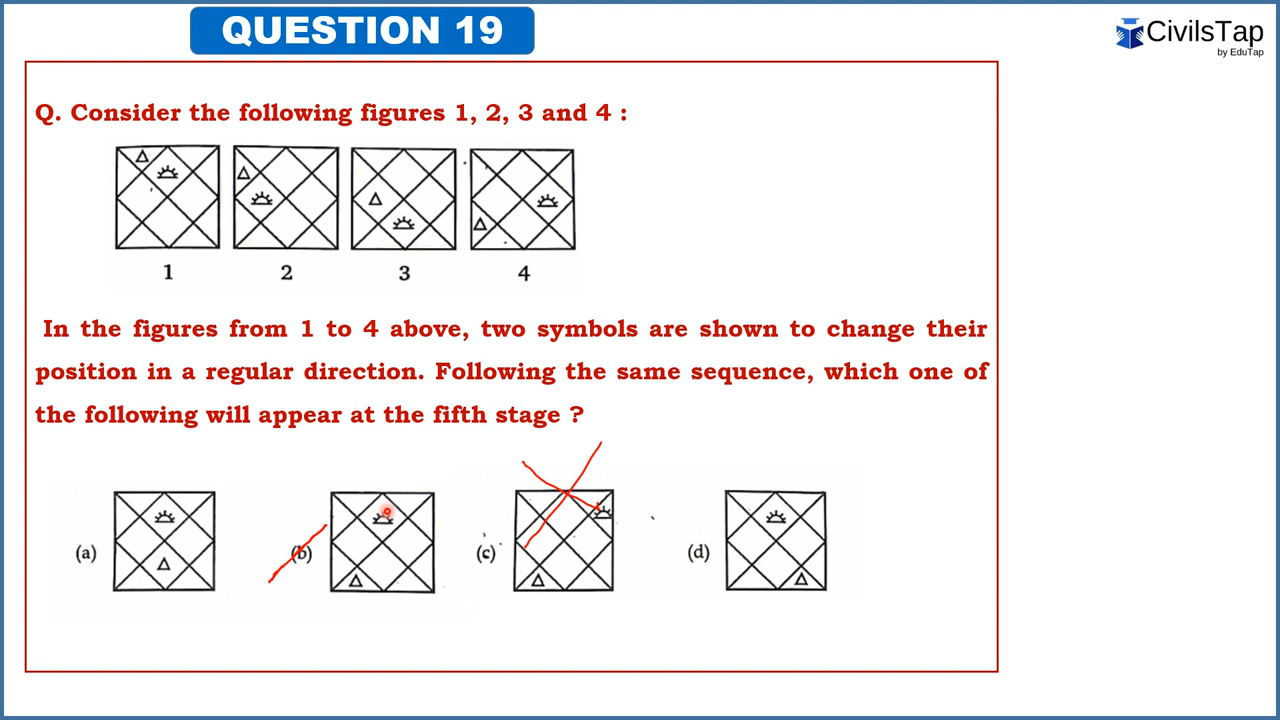 QUESTION 19
CivilsTap
by EduTap
Q. Consider the following figures 1, 2, 3 and 4 :
1 2 3 4
In the figures from 1 to 4 above, two symbols are shown to change their
position in a regular direction. Following the same sequence, which one of
the following will appear at the fifth stage ?
(a) (b) (c) (d)